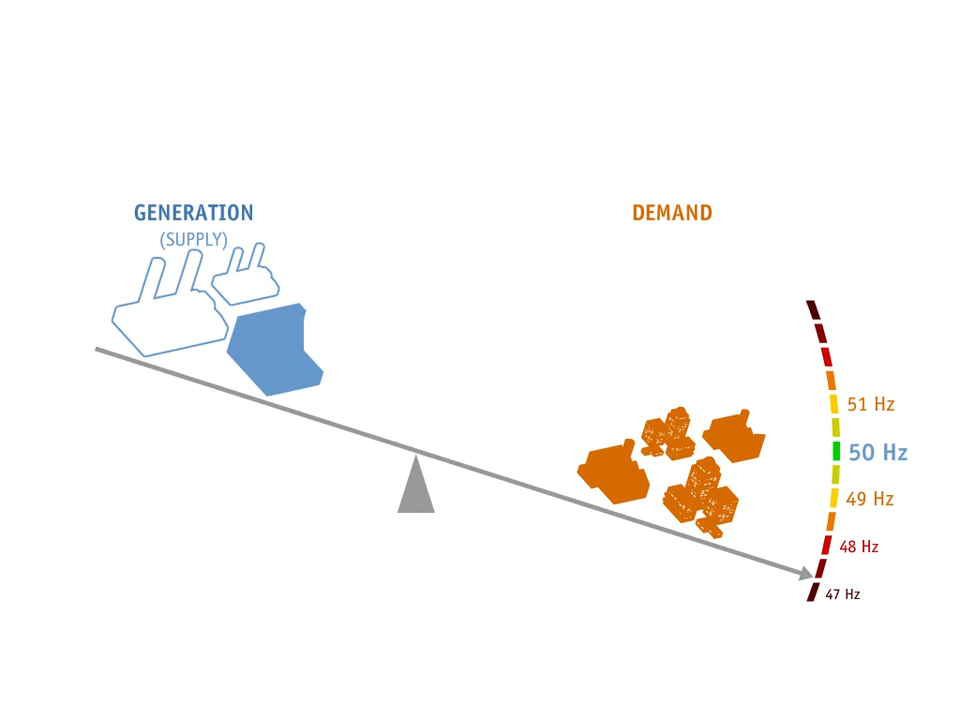 GENERATION
(SUPPLY)
DEMAND
51 Hz
50 Hz
49 Hz
48 Hz
47 Hz